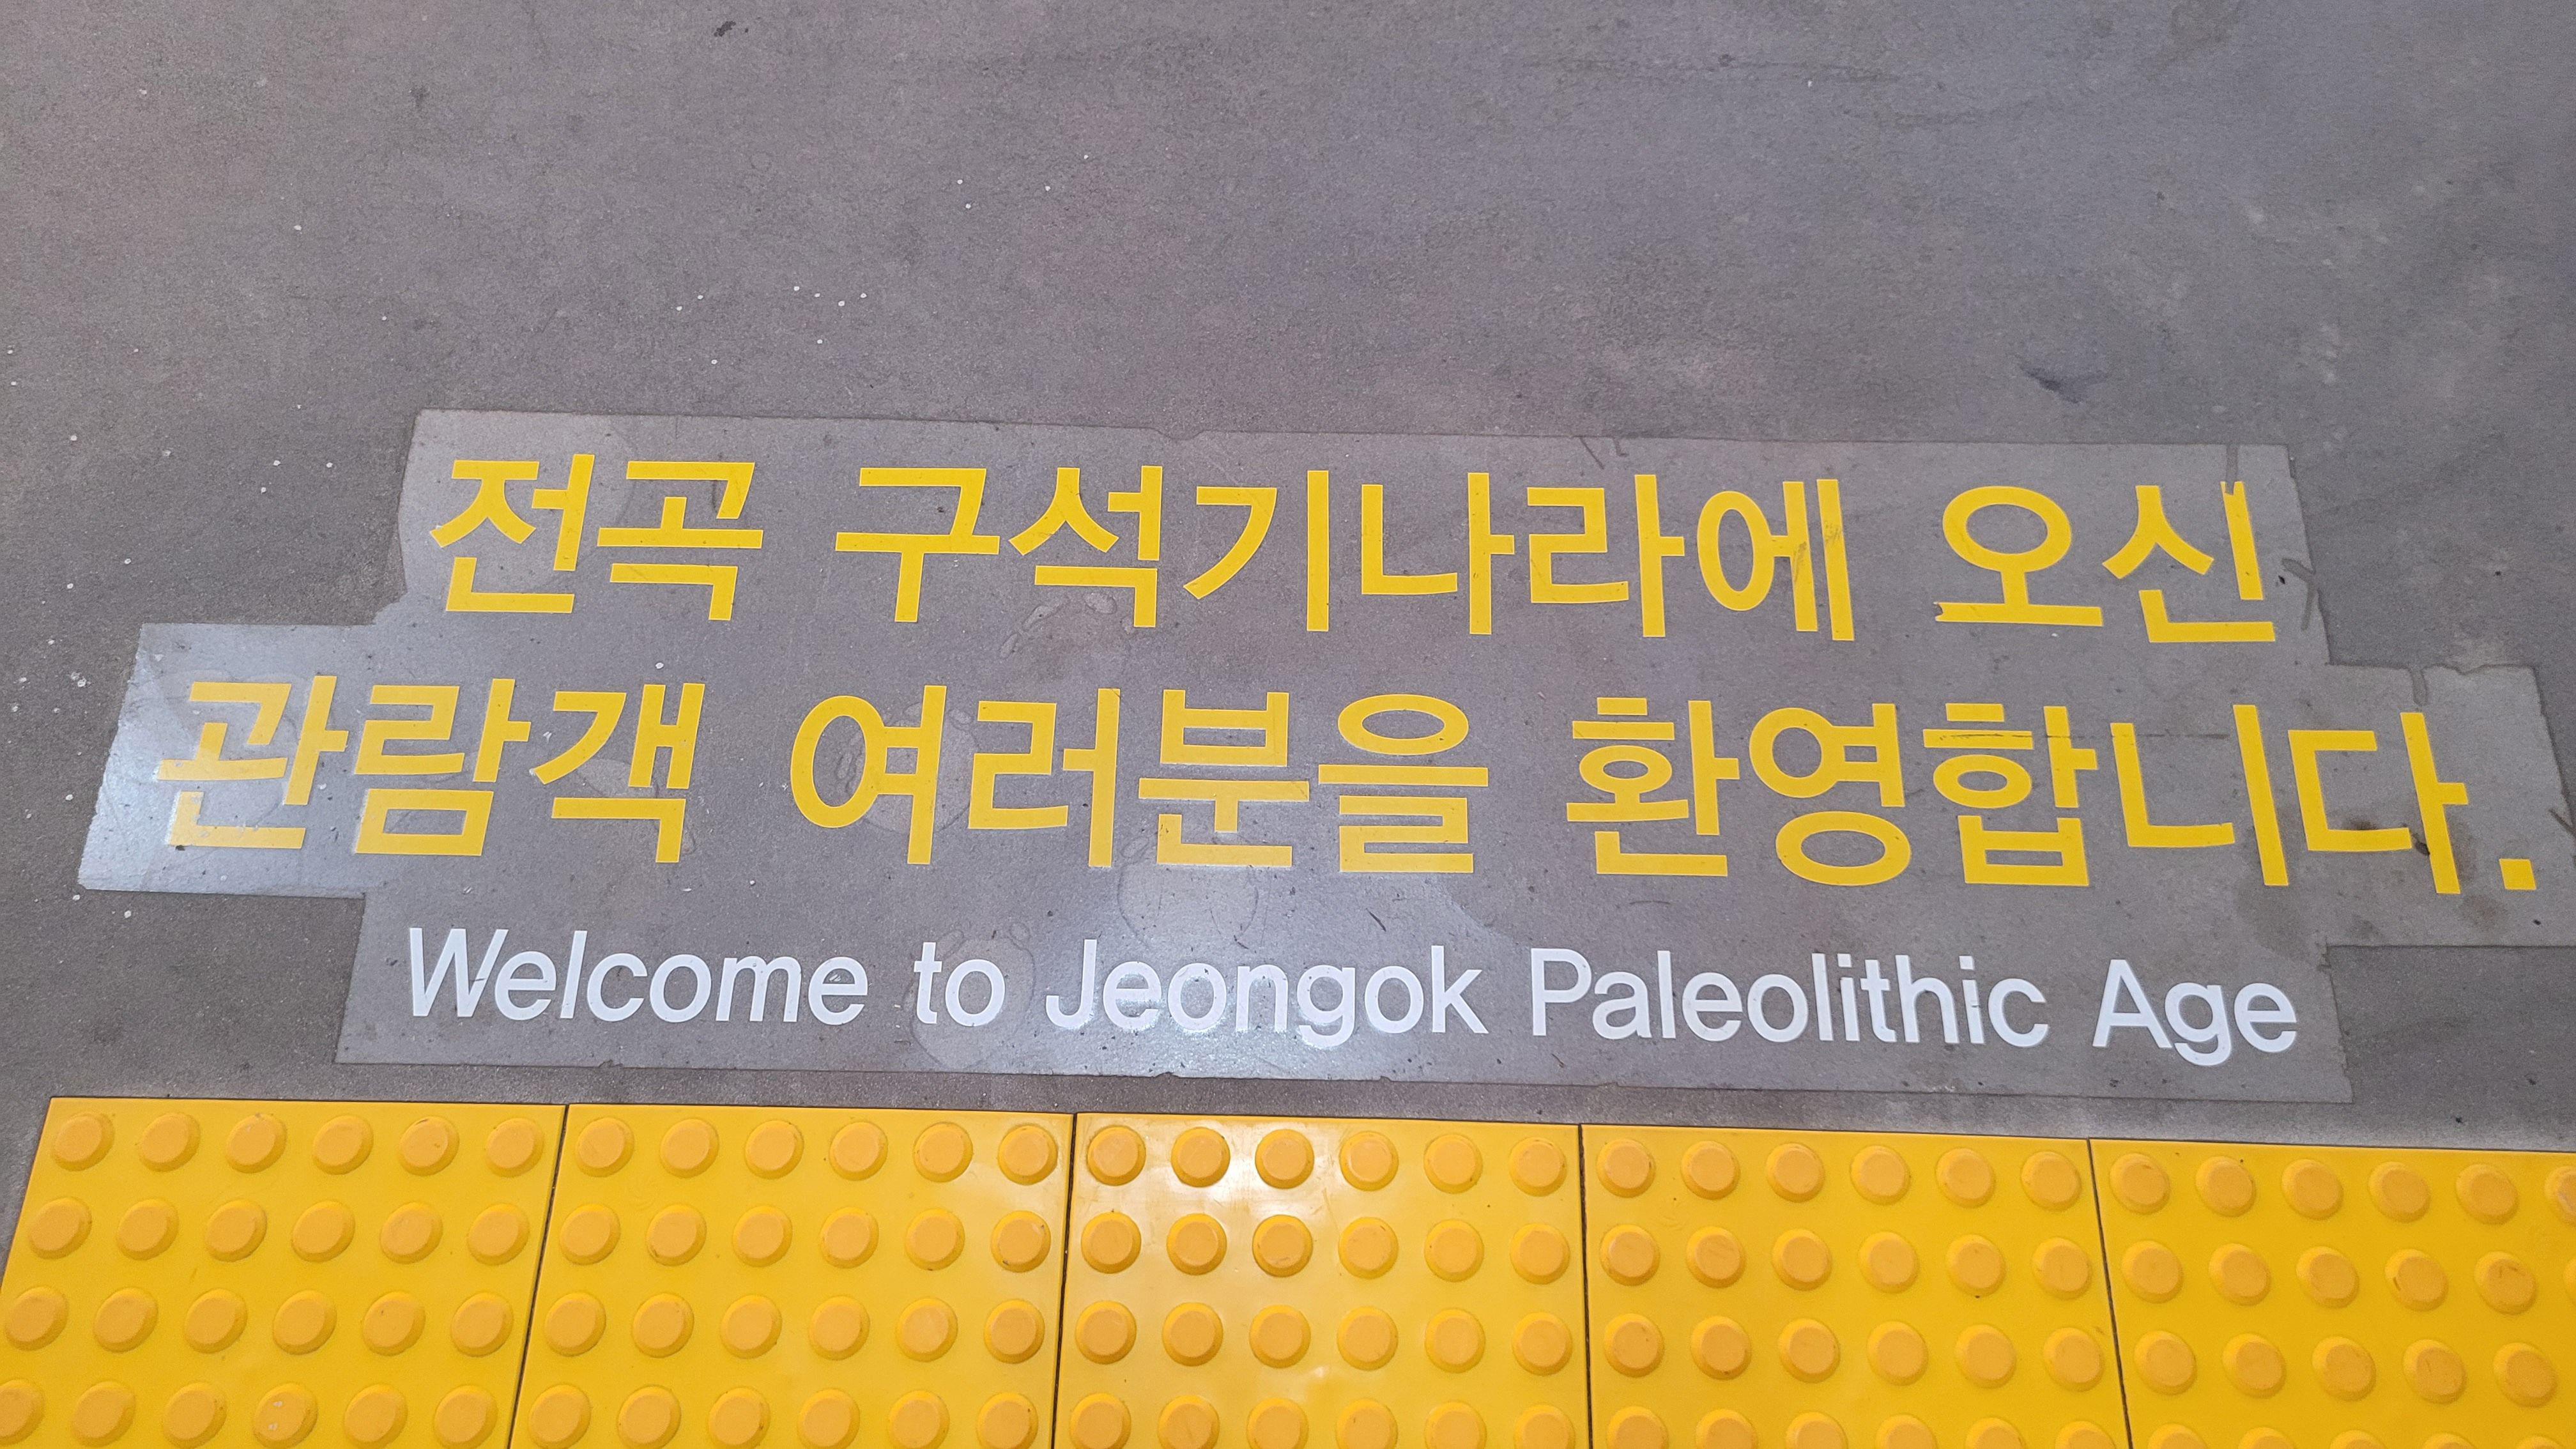 전곡 구석기나라에 오신
관람객 여러분을 환영합니다.
Welcome to Jeongok Paleolithic Age